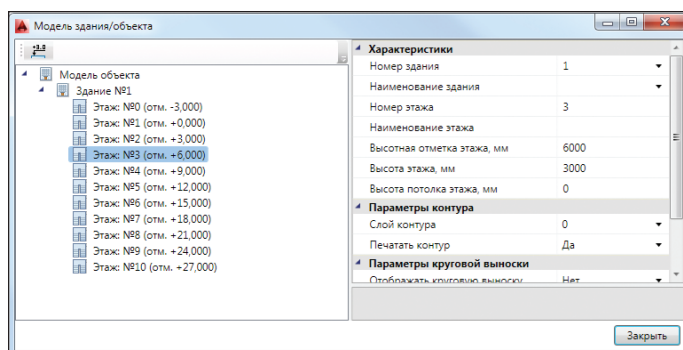 Модель здания/объекта
Модель объекта
Здание №1
Этаж: №0 (отм. -3,000)
Этаж: №1 (отм. +0,000)
Этаж: №2 (отм. +3,000)
Этаж: №3 (отм. +6,000)
Этаж: №4 (отм. +9,000)
Этаж: №5 (отм. +12,000)
Этаж: №6 (отм. +15,000)
Этаж: №7 (отм. +18,000)
Этаж: №8 (отм. +21,000)
Этаж: №9 (отм. +24,000)
Этаж: №10 (отм. +27,000)
Характеристики
Номер здания 1
Наименование здания
Номер этажа 3
Наименование этажа
Высотная отметка этажа, мм 6000
Высота этажа, мм 3000
Высота потолка этажа, мм 0
Параметры контура
Слой контура 0
Печатать контур Да
Параметры круговой выноски
Отображать круговую выноску Нет
Закрыть